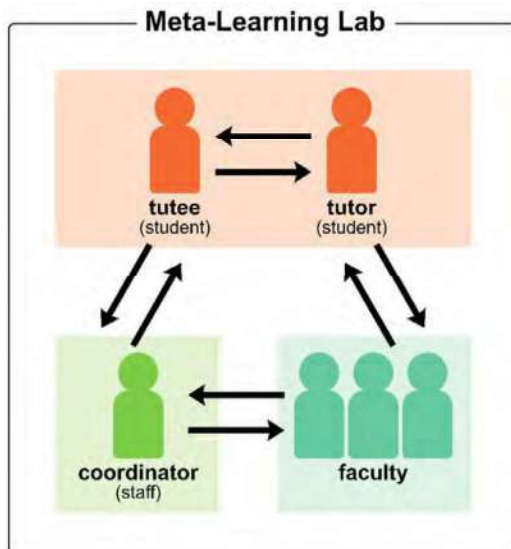 Meta-Learning Lab
tutee
(student)
tutor
(student)
coordinator
(staff)
faculty